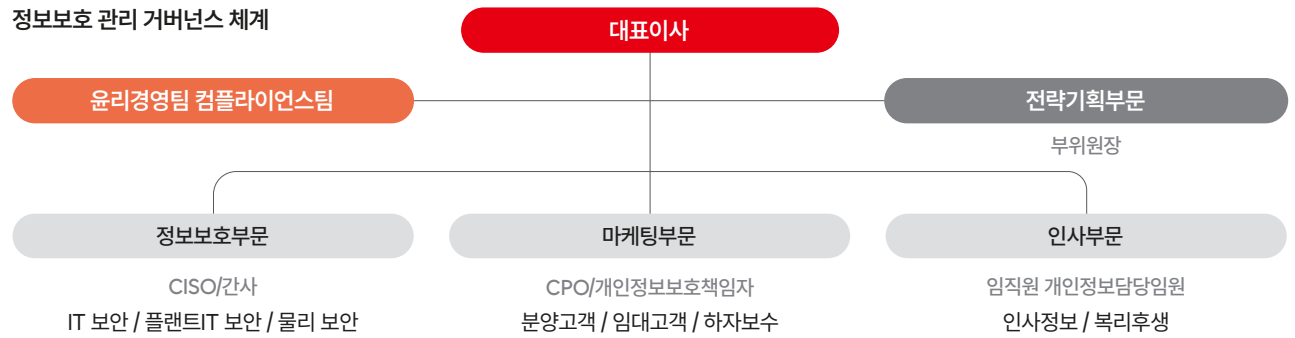 정보보호 관리 거버넌스 체계
대표이사
윤리경영팀 컴플라이언스팀
전략기획부문
부위원장
정보보호부문
마케팅부문
인사부문
CISO/간사
CPO/개인정보보호책임자
임직원 개인정보담당임원
IT 보안 / 플랜트IT 보안 / 물리 보안
분양고객 / 임대고객 / 하자보수
인사정보 / 복리후생